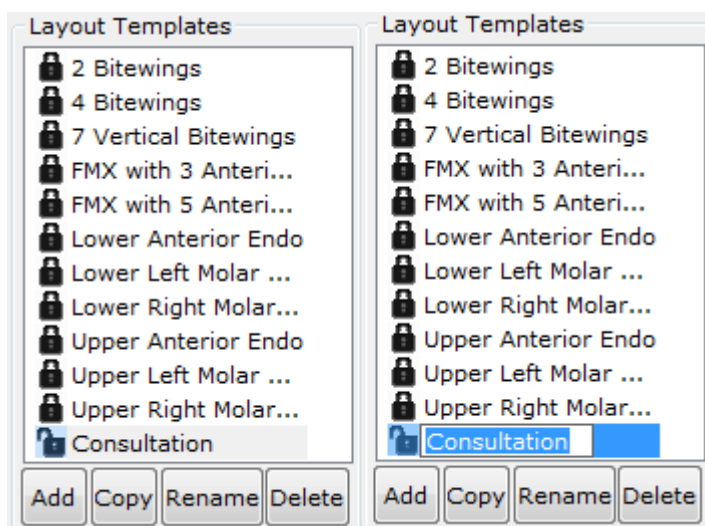 Layout Templates
2 Bitewings
4 Bitewings
7 Vertical Bitewings
FMX with 3 Anteri...
FMX with 5 Anteri...
Lower Anterior Endo
Lower Left Molar ...
Lower Right Molar...
Upper Anterior Endo
Upper Left Molar ...
Upper Right Molar...
Consultation
Add Copy Rename Delete
Layout Templates
2 Bitewings
4 Bitewings
7 Vertical Bitewings
FMX with 3 Anteri...
FMX with 5 Anteri...
Lower Anterior Endo
Lower Left Molar ...
Lower Right Molar...
Upper Anterior Endo
Upper Left Molar ...
Upper Right Molar...
Consultation
Add Copy Rename Delete